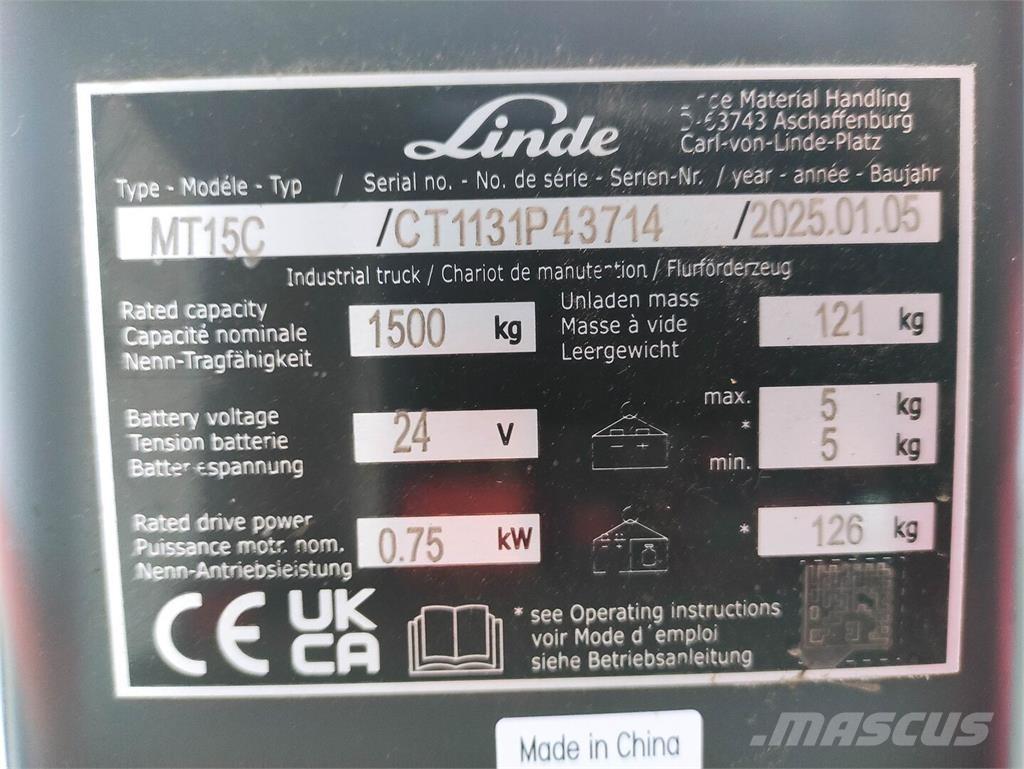 Linde
Material Handling
63743 Aschaffenburg
Carl-von-Linde-Platz
Type - Modéle - Typ / Serial no. - No. de série - Serien-Nr. / year - année - Baujahr
MT15C /CT1131P43714 /2025.01.05
Industrial truck / Chariot de manutention / Flurförderzeug
Rated capacity
Capacité nominale
Nenn-Tragfähigkeit
1500 kg
Unladen mass
Masse à vide
Leergewicht
121 kg
Battery voltage
Tension batterie
Batteriespannung
24 V
max. 5 kg
*
min. 5 kg
Rated drive power
Puissance motr. nom.
Nenn-Antriebsleistung
0.75 kW
* 126 kg
CE UK
CA
* see Operating instructions
voir Mode d´emploi
siehe Betriebsanleitung
Made in China
MASCUS